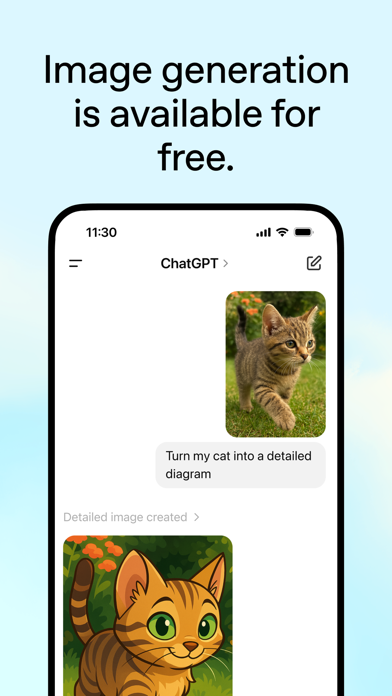 Image generation
is available for
free.
11:30
ChatGPT
Turn my cat into a detailed
diagram
Detailed image created